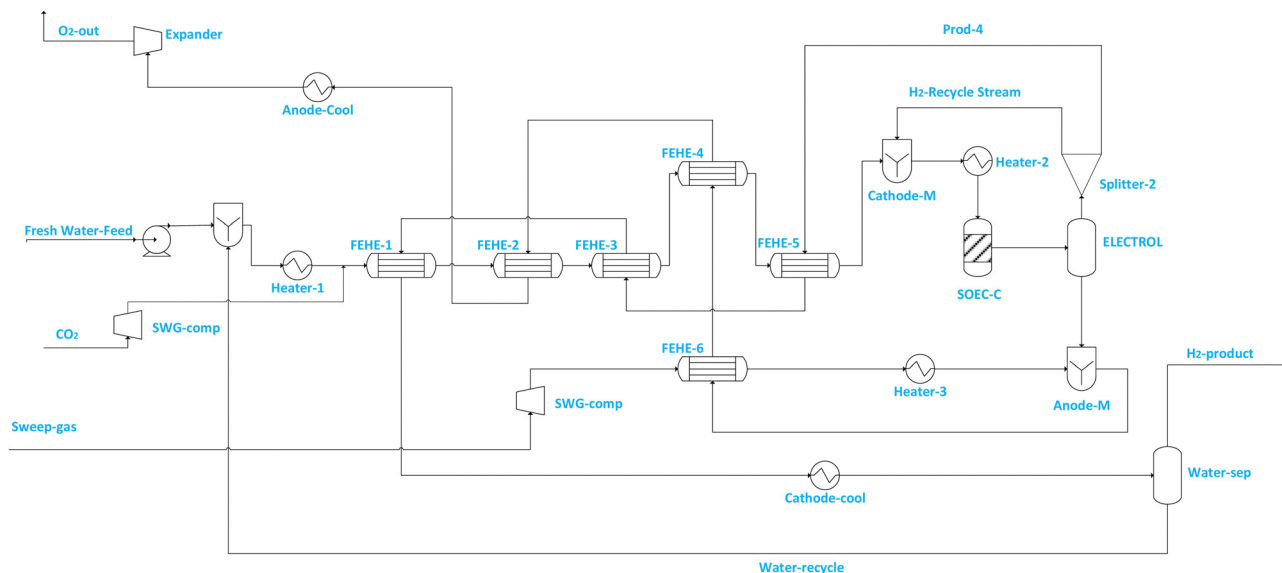 O2-out
Expander
Prod-4
H2-Recycle Stream
Anode-Cool
FEHE-4
Heater-2
Cathode-M
Splitter-2
Fresh Water-Feed
FEHE-1
FEHE-2
FEHE-3
FEHE-5
ELECTROL
Heater-1
SOEC-C
CO2
SWG-comp
FEHE-6
H2-product
Heater-3
Anode-M
SWG-comp
Sweep-gas
Water-sep
Cathode-cool
Water-recycle